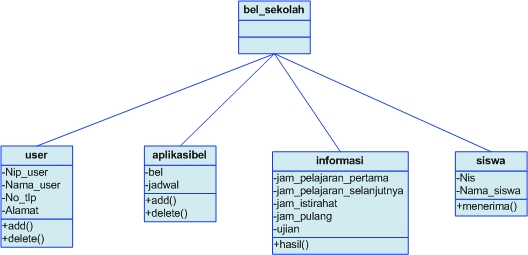 bel_sekolah
user
-Nip_user
-Nama_user
-No_tlp
-Alamat
+add()
+delete()
aplikasibel
-bel
-jadwal
+add()
+delete()
informasi
-jam_pelajaran_pertama
-jam_pelajaran_selanjutnya
-jam_istirahat
-jam_pulang
-ujian
+hasil()
siswa
-Nis
-Nama_siswa
+menerima()